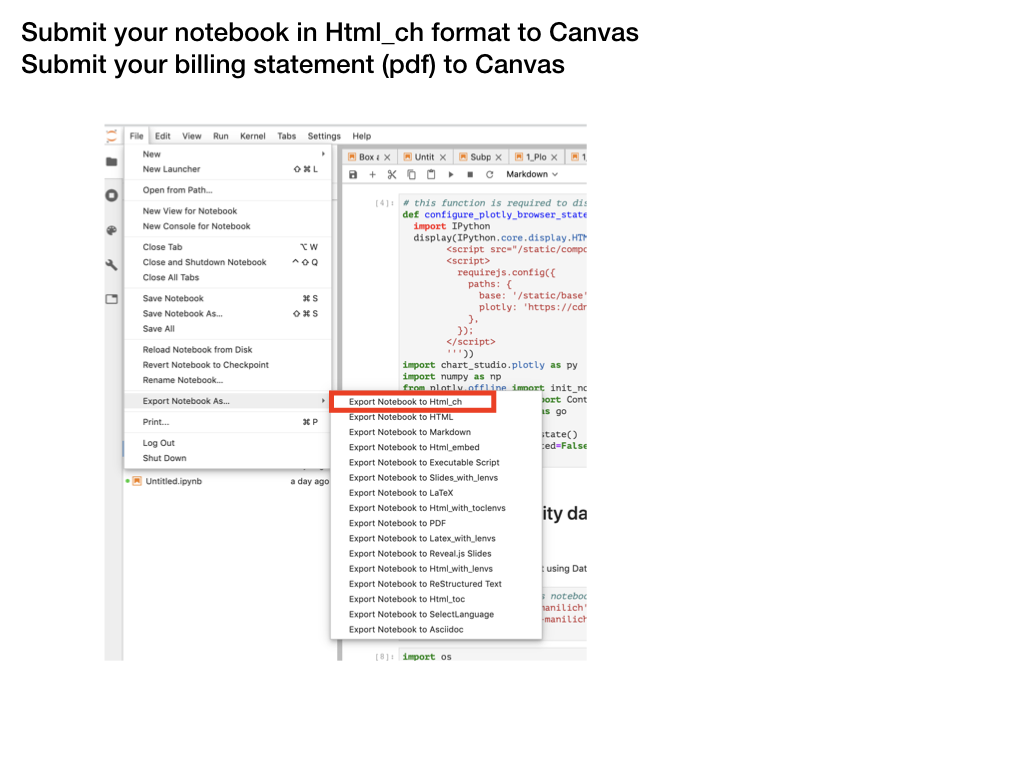 Submit your notebook in Html_ch format to Canvas
Submit your billing statement (pdf) to Canvas
File Edit View Run Kernel Tabs Settings Help
New
New Launcher ⇧ ⌘ L
Open from Path...
New View for Notebook
New Console for Notebook
Close Tab ⌥ W
Close and Shutdown Notebook ^ ⇧ Q
Close All Tabs
Save Notebook ⌘ S
Save Notebook As... ⇧ ⌘ S
Save All
Reload Notebook from Disk
Revert Notebook to Checkpoint
Rename Notebook...
Export Notebook As...
Print... ⌘ P
Log Out
Shut Down
Untitled.ipynb a day ago
Export Notebook to Html_ch
Export Notebook to HTML
Export Notebook to Markdown
Export Notebook to Html_embed
Export Notebook to Executable Script
Export Notebook to Slides_with_lenvs
Export Notebook to LaTeX
Export Notebook to Html_with_toclenvs
Export Notebook to PDF
Export Notebook to Latex_with_lenvs
Export Notebook to Reveal.js Slides
Export Notebook to Html_with_lenvs
Export Notebook to ReStructured Text
Export Notebook to Html_toc
Export Notebook to SelectLanguage
Export Notebook to Asciidoc
Box Untit Subp 1_Plo 1
Markdown
[4]: # this function is required to dis
def configure_plotly_browser_state
import IPython
display(IPython.core.display.HTM
<script src="/static/compo
<script>
requirejs.config({
paths: {
base: '/static/base'
plotly: 'https://cdn
},
});
</script>
'''))
import chart_studio.plotly as py
import numpy as np
from plotly.offline import init_no
port Cont
as go
state()
ted=False
ity da
t using Dat
s noteboo
manilich'
-manilich
[8]: import os